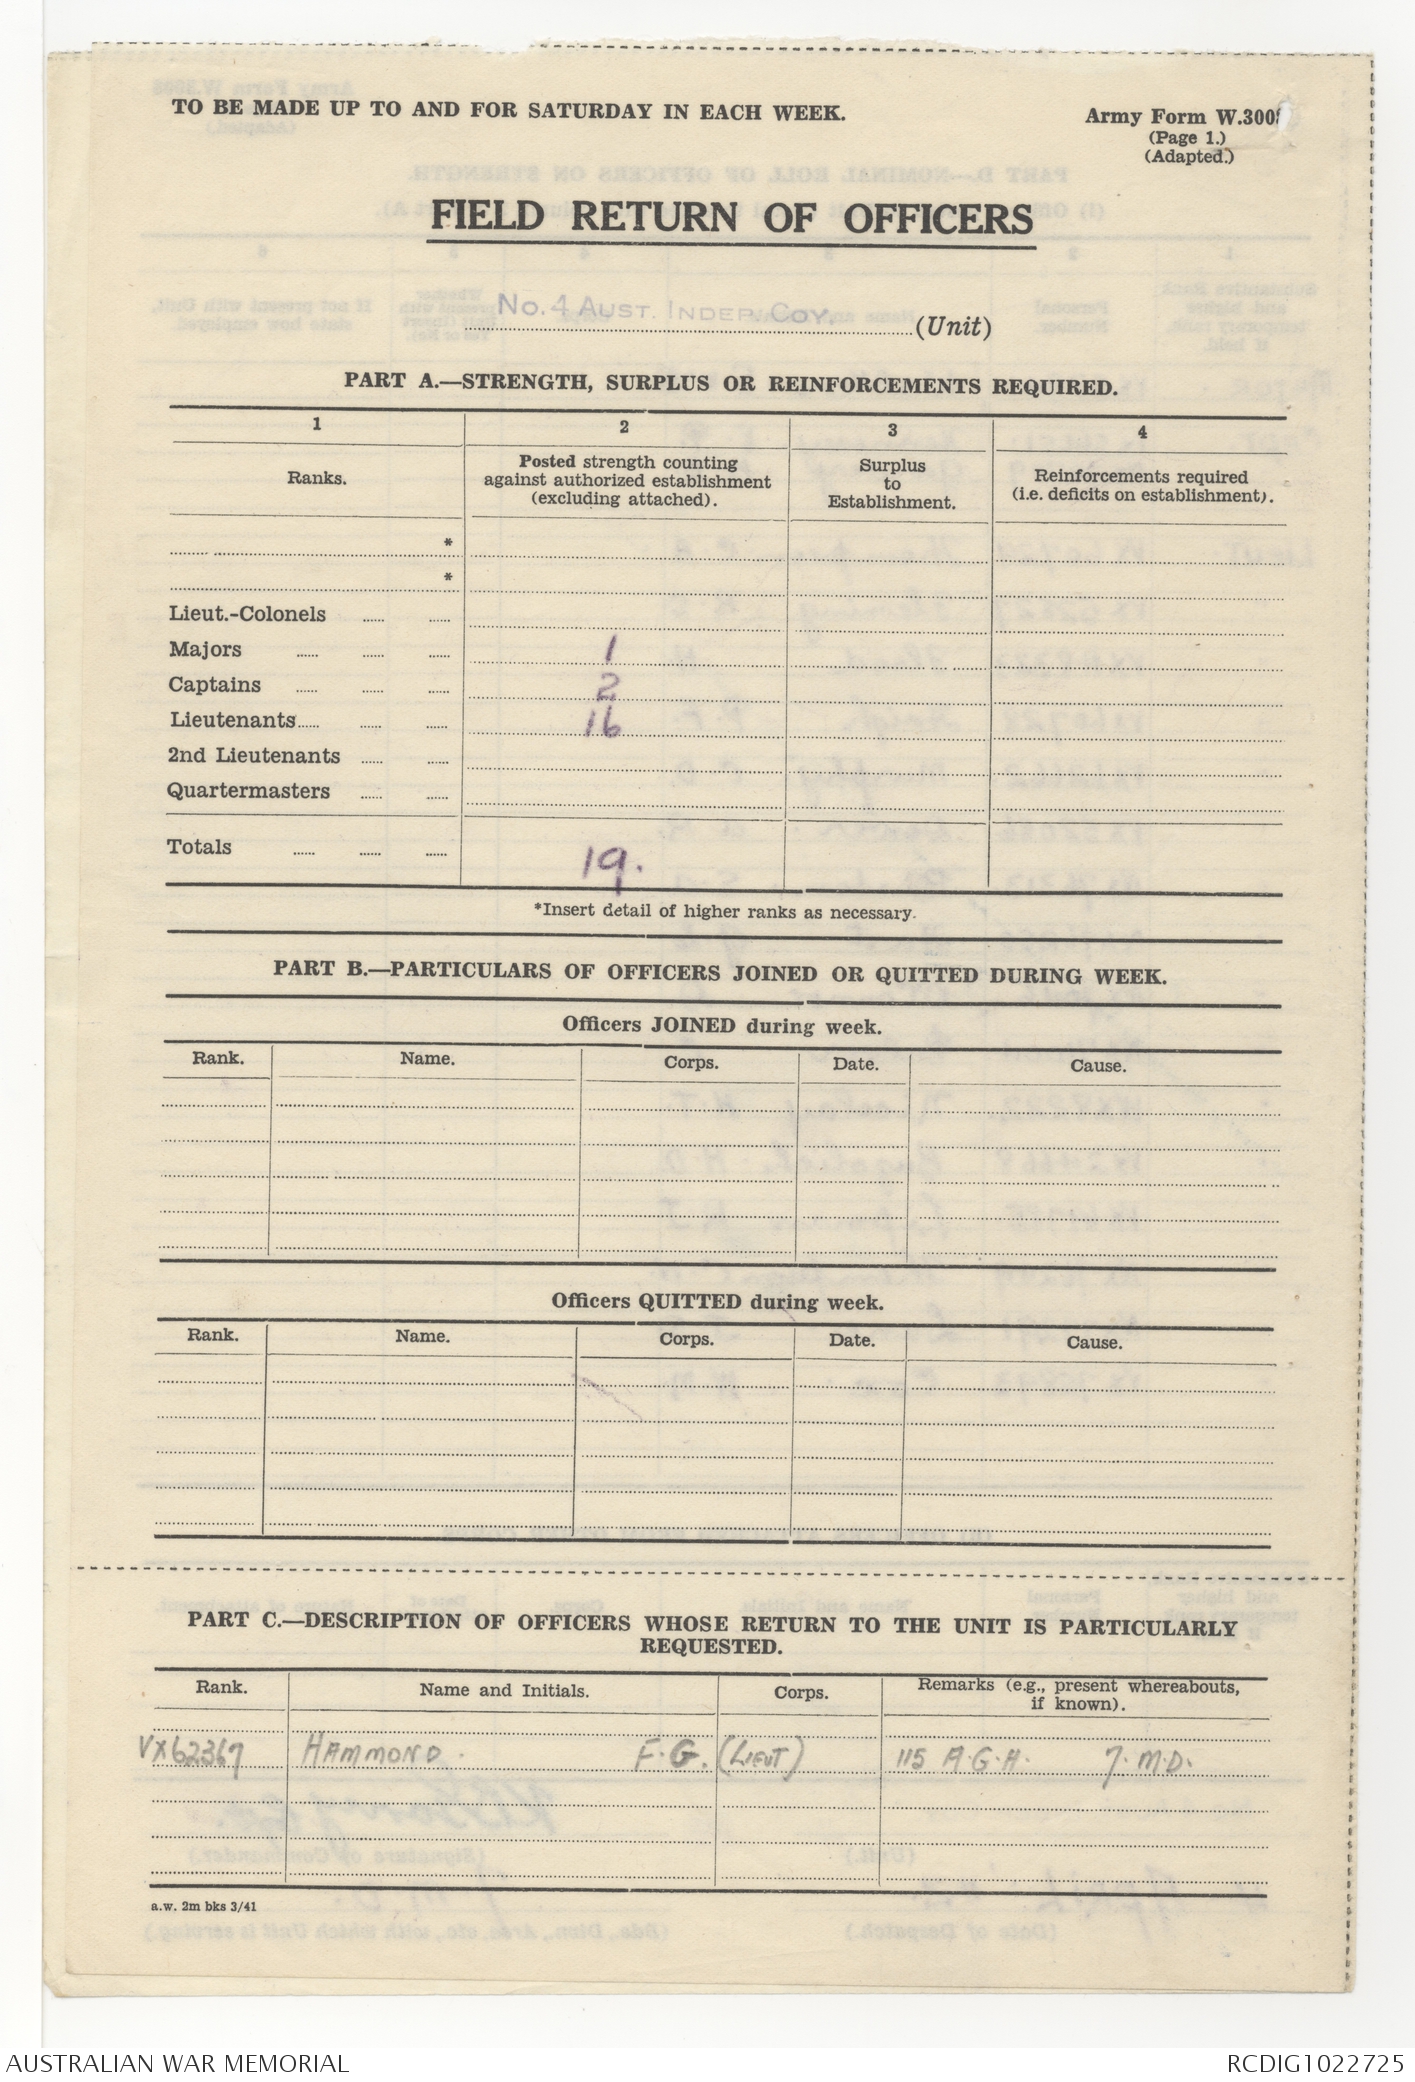 TO BE MADE UP TO AND FOR SATURDAY IN EACH WEEK.
Army Form W.300
(Page 1.)
(Adapted.)
FIELD RETURN OF OFFICERS
No. 4 AUST. INDEP. COY. (Unit)
PART A.—STRENGTH, SURPLUS OR REINFORCEMENTS REQUIRED.
1 2 3 4
Ranks. Posted strength counting against authorized establishment (excluding attached). Surplus to Establishment. Reinforcements required (i.e. deficits on establishment).
*
*
Lieut.-Colonels
Majors 1
Captains 2
Lieutenants 16
2nd Lieutenants
Quartermasters
Totals 19.
*Insert detail of higher ranks as necessary.
PART B.—PARTICULARS OF OFFICERS JOINED OR QUITTED DURING WEEK.
Officers JOINED during week.
Rank. Name. Corps. Date. Cause.
Officers QUITTED during week.
Rank. Name. Corps. Date. Cause.
PART C.—DESCRIPTION OF OFFICERS WHOSE RETURN TO THE UNIT IS PARTICULARLY
REQUESTED.
Rank. Name and Initials. Corps. Remarks (e.g., present whereabouts, if known).
VX62367 HAMMOND. F.G. (LIEUT) 115 A.G.H. 7.M.D.
a.w. 2m bks 3/41
AUSTRALIAN WAR MEMORIAL
RCDIG1022725